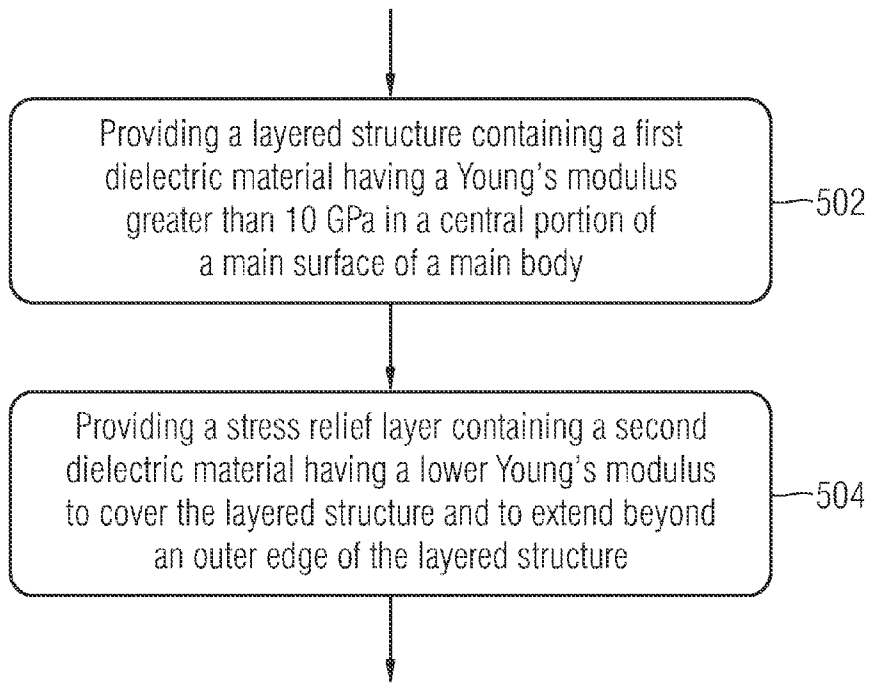 Providing a layered structure containing a first
dielectric material having a Young's modulus
greater than 10 GPa in a central portion of
a main surface of a main body
502
Providing a stress relief layer containing a second
dielectric material having a lower Young's modulus
to cover the layered structure and to extend beyond
an outer edge of the layered structure
504